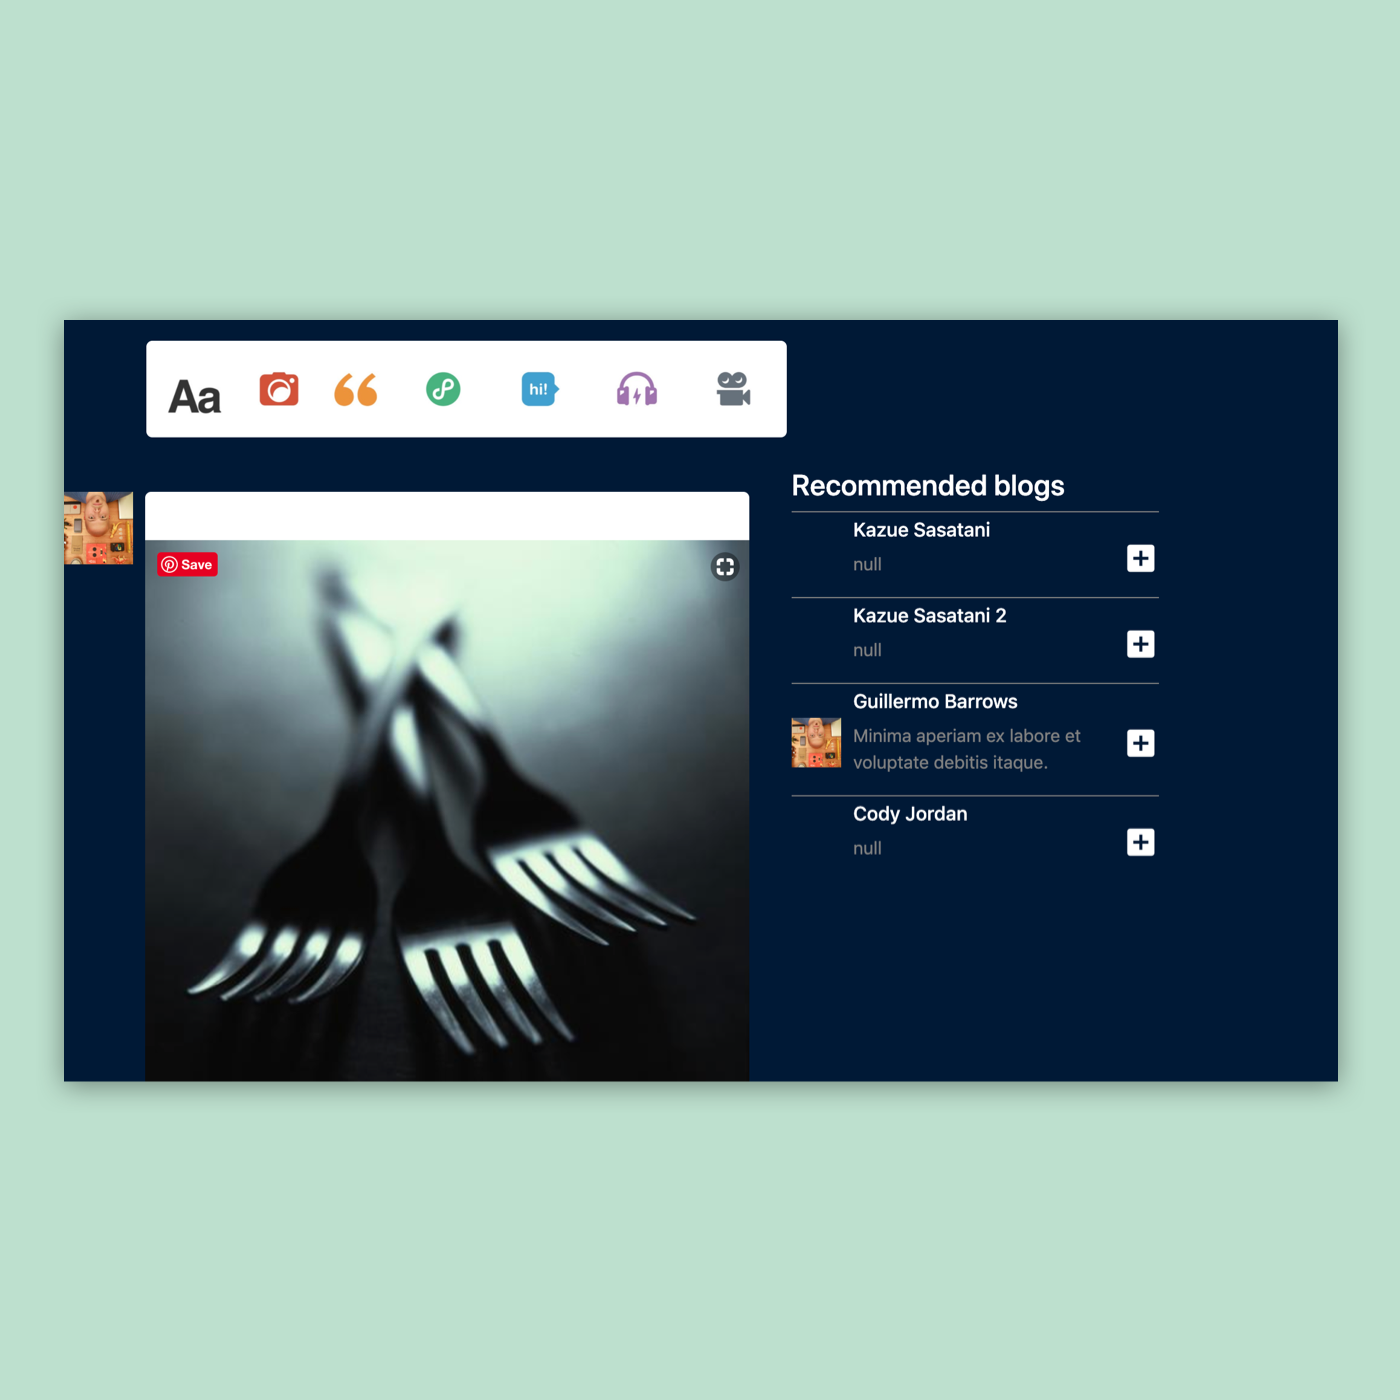 Aa
hi!
Save
Recommended blogs
Kazue Sasatani
null
Kazue Sasatani 2
null
Guillermo Barrows
Minima aperiam ex labore et
voluptate debitis itaque.
Cody Jordan
null